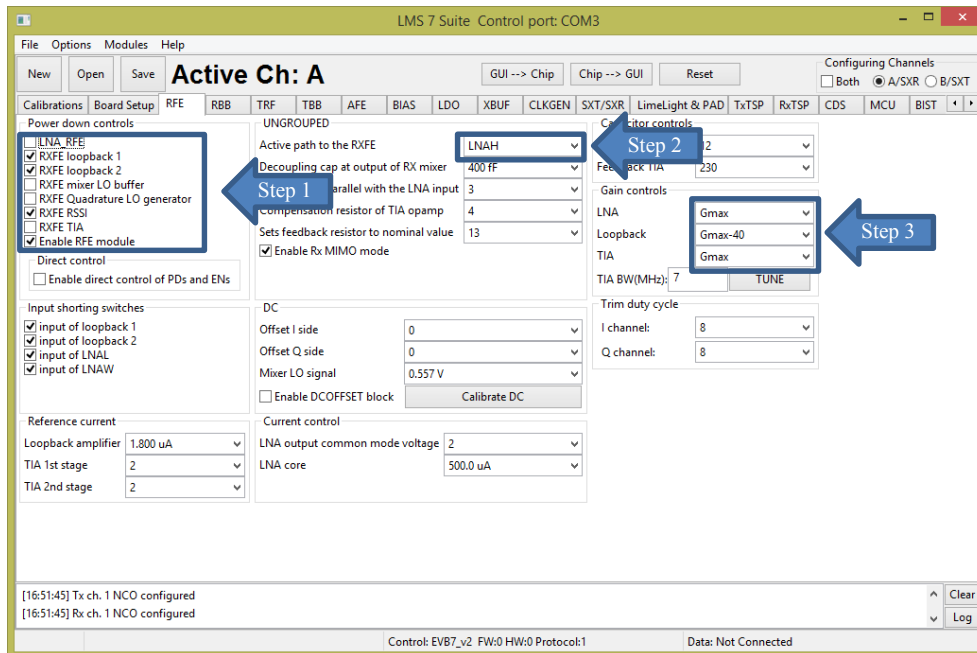 LMS 7 Suite Control port: COM3
File Options Modules Help
New Open Save Active Ch: A GUI --> Chip Chip --> GUI Reset
Configuring Channels
Both A/SXR B/SXT
Calibrations Board Setup RFE RBB TRF TBB AFE BIAS LDO XBUF CLKGEN SXT/SXR LimeLight & PAD TxTSP RxTSP CDS MCU BIST
Power down controls
LNA_RFE
RXFE loopback 1
RXFE loopback 2
RXFE mixer LO buffer
RXFE Quadrature LO generator
RXFE RSSI
RXFE TIA
Enable RFE module
Step 1
Direct control
Enable direct control of PDs and ENs
Input shorting switches
input of loopback 1
input of loopback 2
input of LNAL
input of LNAW
Reference current
Loopback amplifier 1.800 uA
TIA 1st stage 2
TIA 2nd stage 2
UNGROUPED
Active path to the RXFE LNAH
Step 2
Decoupling cap at output of RX mixer 400 fF
parallel with the LNA input 3
Compensation resistor of TIA opamp 4
Sets feedback resistor to nominal value 13
Enable Rx MIMO mode
DC
Offset I side 0
Offset Q side 0
Mixer LO signal 0.557 V
Enable DCOFFSET block Calibrate DC
Current control
LNA output common mode voltage 2
LNA core 500.0 uA
controls
TIA 230
Gain controls
LNA Gmax
Loopback Gmax-40
TIA Gmax
Step 3
TIA BW(MHz): 7 TUNE
Trim duty cycle
I channel: 8
Q channel: 8
[16:51:45] Tx ch. 1 NCO configured
[16:51:45] Rx ch. 1 NCO configured
Clear
Log
Control: EVB7_v2 FW:0 HW:0 Protocol:1 Data: Not Connected